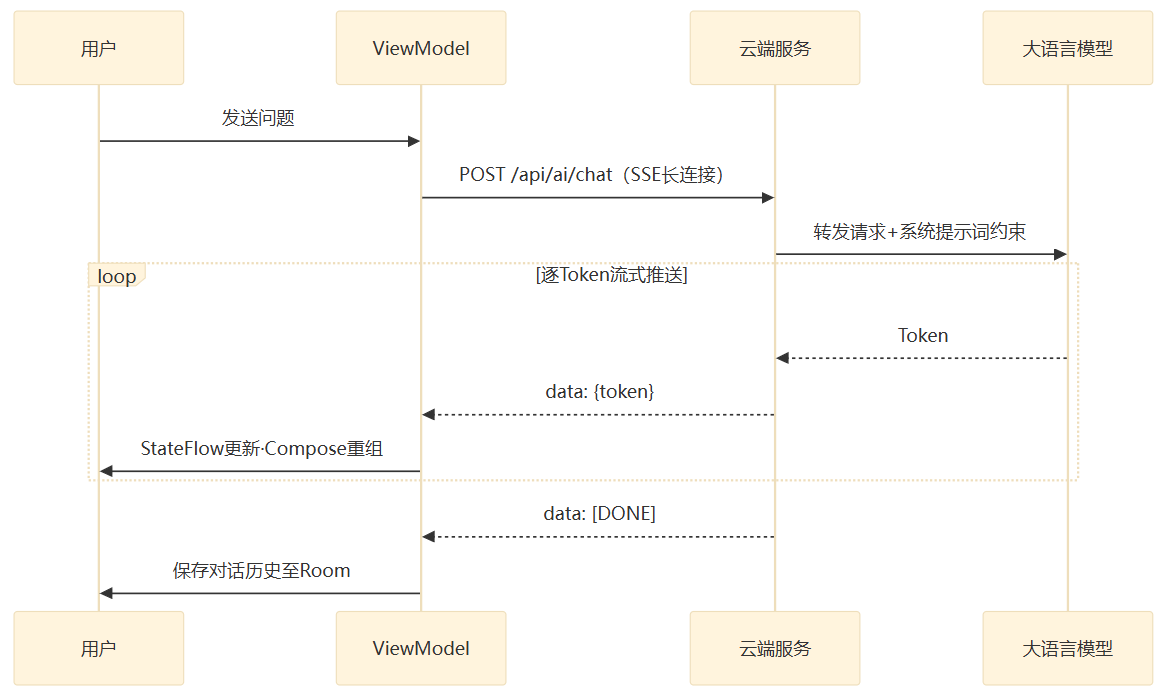 用户
ViewModel
云端服务
大语言模型
发送问题
POST /api/ai/chat（SSE长连接）
转发请求+系统提示词约束
loop
[逐Token流式推送]
Token
data: {token}
StateFlow更新·Compose重组
data: [DONE]
保存对话历史至Room
用户
ViewModel
云端服务
大语言模型